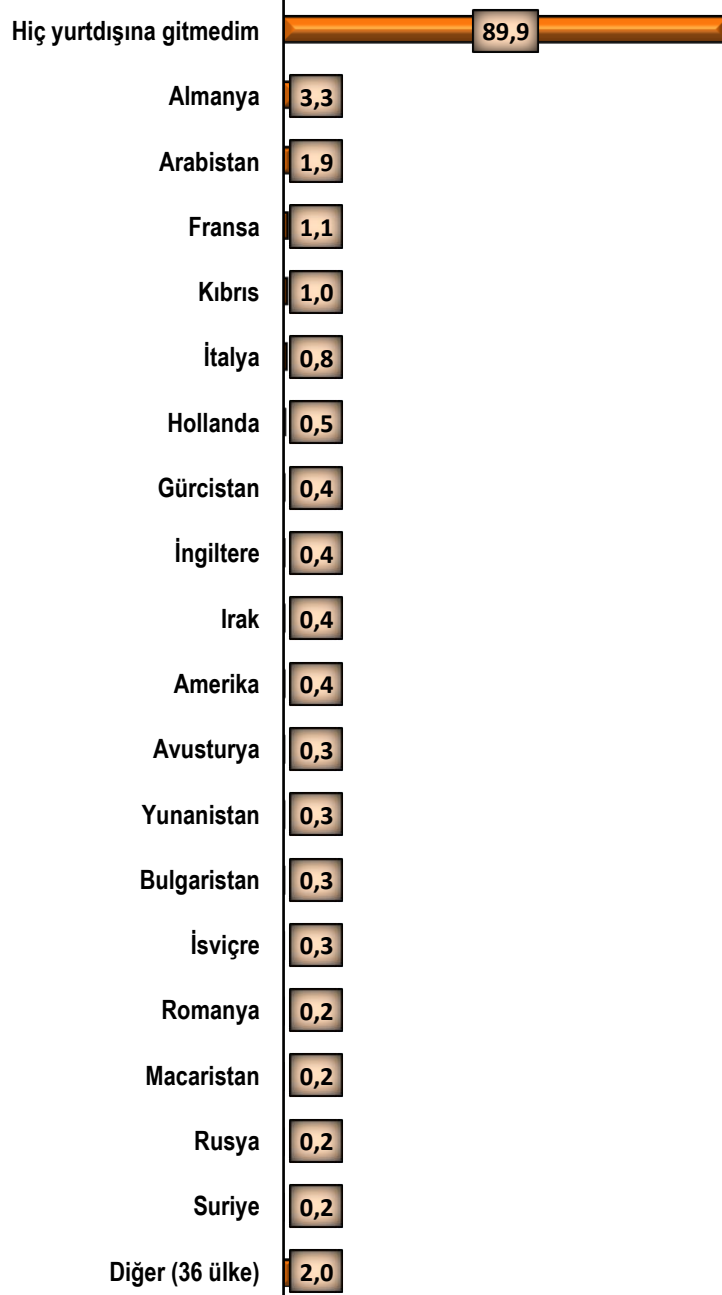 Hiç yurtdışına gitmedim 89,9
Almanya 3,3
Arabistan 1,9
Fransa 1,1
Kıbrıs 1,0
İtalya 0,8
Hollanda 0,5
Gürcistan 0,4
İngiltere 0,4
Irak 0,4
Amerika 0,4
Avusturya 0,3
Yunanistan 0,3
Bulgaristan 0,3
İsviçre 0,3
Romanya 0,2
Macaristan 0,2
Rusya 0,2
Suriye 0,2
Diğer (36 ülke) 2,0